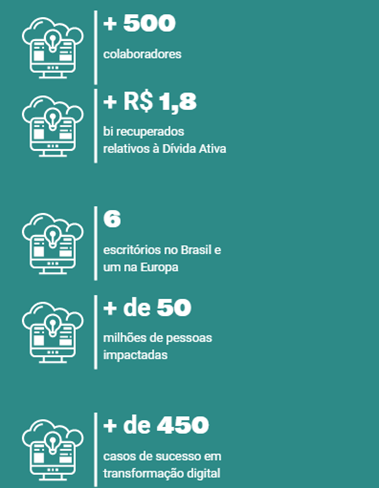 + 500
colaboradores
+ R$ 1,8
bi recuperados
relativos à Dívida Ativa
6
escritórios no Brasil e
um na Europa
+ de 50
milhões de pessoas
impactadas
+ de 450
casos de sucesso em
transformação digital